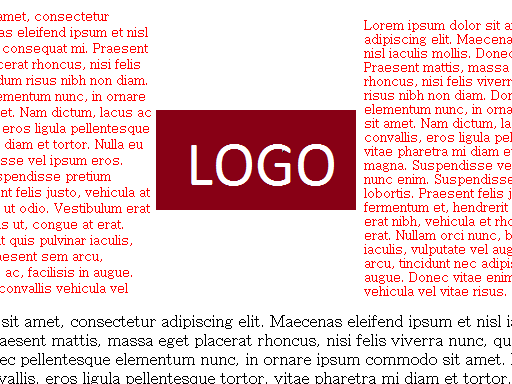 amet, consectetur
as eleifend ipsum et nisl
consequat mi. Praesent
cerat rhoncus, nisi felis
dum risus nibh non diam.
ementum nunc, in ornare
et. Nam dictum, lacus ac
eros ligula pellentesque
diam et tortor. Nulla eu
sse vel ipsum eros.
spendisse pretium
nt felis justo, vehicula at
ut odio. Vestibulum erat
s ut, congue at erat.
t quis pulvinar iaculis,
aesent sem arcu,
ac, facilisis in augue.
convallis vehicula vel
LOGO
Lorem ipsum dolor sit a
adipiscing elit. Maecena
nisl iaculis mollis. Donec
Praesent mattis, massa
rhoncus, nisi felis viverr
risus nibh non diam. Do
elementum nunc, in orna
sit amet. Nam dictum, l
convallis, eros ligula pel
vitae pharetra mi diam e
magna. Suspendisse ve
nunc enim. Suspendisse
lobortis. Praesent felis j
fermentum et, hendrerit
erat nibh, vehicula et rho
erat. Nullam orci nunc, b
iaculis, vulputate vel aug
arcu, tincidunt nec adipi
augue. Donec vitae enim
vehicula vel vitae risus.
sit amet, consectetur adipiscing elit. Maecenas eleifend ipsum et nisl ia
aesent mattis, massa eget placerat rhoncus, nisi felis viverra nunc, qu
ec pellentesque elementum nunc, in ornare ipsum commodo sit amet. 
vallis, eros ligula pellentesque tortor, vitae pharetra mi diam et tortor.